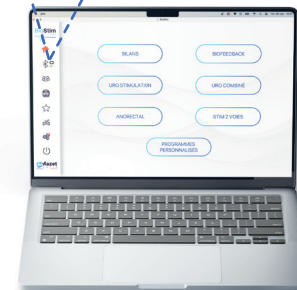 Stim
BILANS
BIOFEEDBACK
URO STIMULATION
URO COMBINÉ
ANORECTAL
STIM 2 VOIES
PROGRAMMES
PERSONNALISÉS